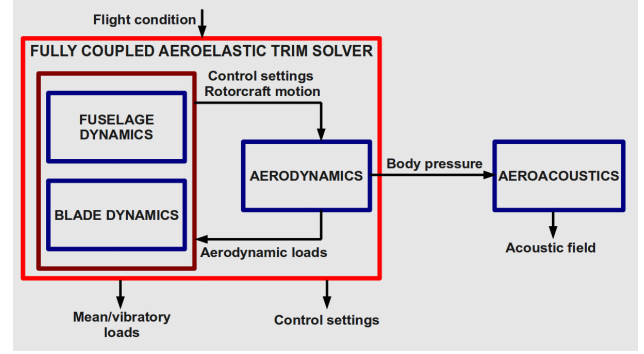 Flight condition
FULLY COUPLED AEROELASTIC TRIM SOLVER
Control settings
Rotorcraft motion
FUSELAGE
DYNAMICS
AERODYNAMICS
Body pressure
AEROACOUSTICS
BLADE DYNAMICS
Aerodynamic loads
Acoustic field
Mean/vibratory
loads
Control settings